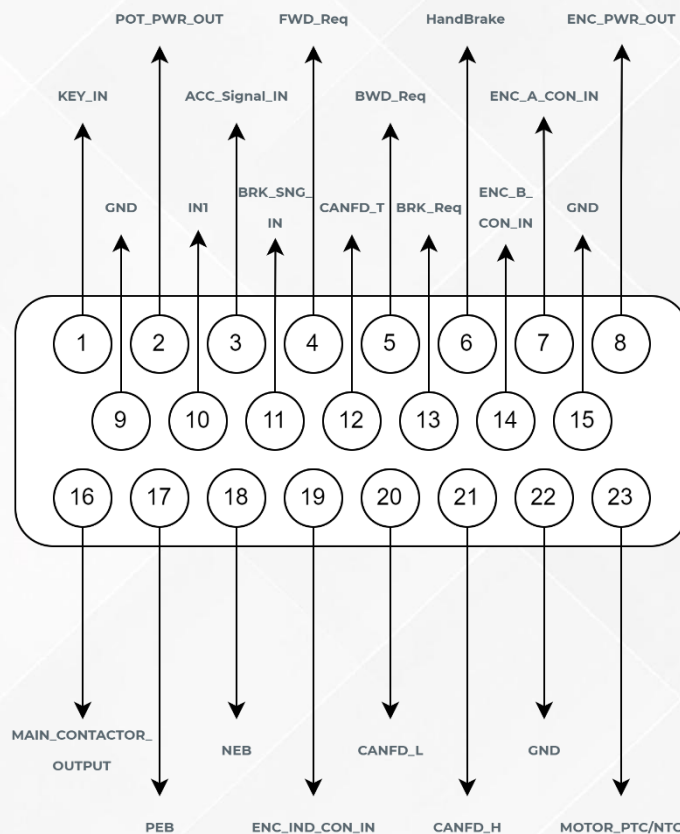 POT_PWR_OUT FWD_Req HandBrake ENC_PWR_OUT
KEY_IN ACC_Signal_IN BWD_Req ENC_A_CON_IN
BRK_SNG_ ENC_B_
GND IN1 IN CANFD_T BRK_Req CON_IN GND
1 2 3 4 5 6 7 8
9 10 11 12 13 14 15
16 17 18 19 20 21 22 23
MAIN_CONTACTOR_
OUTPUT NEB CANFD_L GND
PEB ENC_IND_CON_IN CANFD_H MOTOR_PTC/NTC